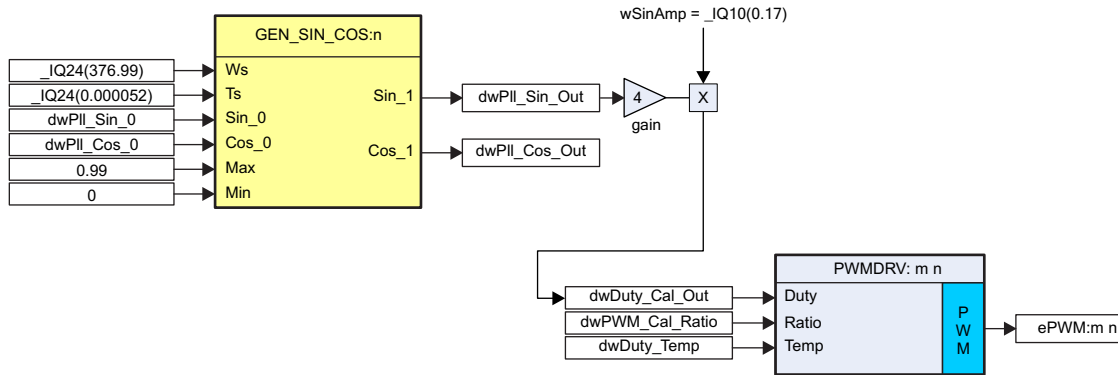 wSinAmp = _IQ10(0.17)
GEN_SIN_COS:n
_IQ24(376.99)
Ws
_IQ24(0.000052)
Ts
Sin_1
dwPll_Sin_Out
4
X
dwPll_Sin_0
Sin_0
gain
dwPll_Cos_0
Cos_0
Cos_1
dwPll_Cos_Out
0.99
Max
0
Min
PWMDRV: m n
dwDuty_Cal_Out
Duty
dwPWM_Cal_Ratio
Ratio
dwDuty_Temp
Temp
P
W
M
ePWM:m n